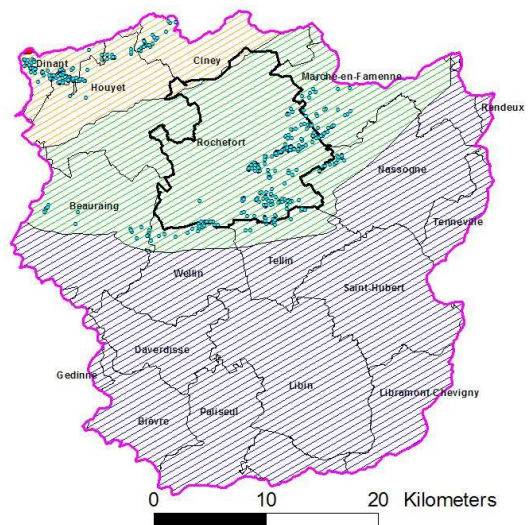 Dinant
Ciney
Houyet
Marche-en-Famenne
Rendeux
Rochefort
Nassogne
Beauraing
Tenneville
Tellin
Wellin
Saint-Hubert
Daverdisse
Gedinne
Libin
Libramont-Chevigny
Paliseul
Bièvre
0 10 20 Kilometers